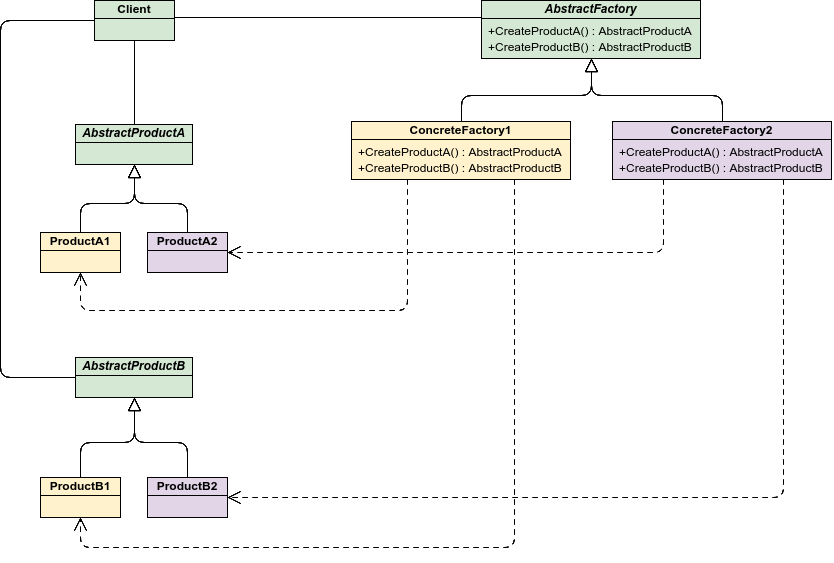 Client
AbstractFactory
+CreateProductA() : AbstractProductA
+CreateProductB() : AbstractProductB
AbstractProductA
ConcreteFactory1
+CreateProductA() : AbstractProductA
+CreateProductB() : AbstractProductB
ConcreteFactory2
+CreateProductA() : AbstractProductA
+CreateProductB() : AbstractProductB
ProductA1
ProductA2
AbstractProductB
ProductB1
ProductB2